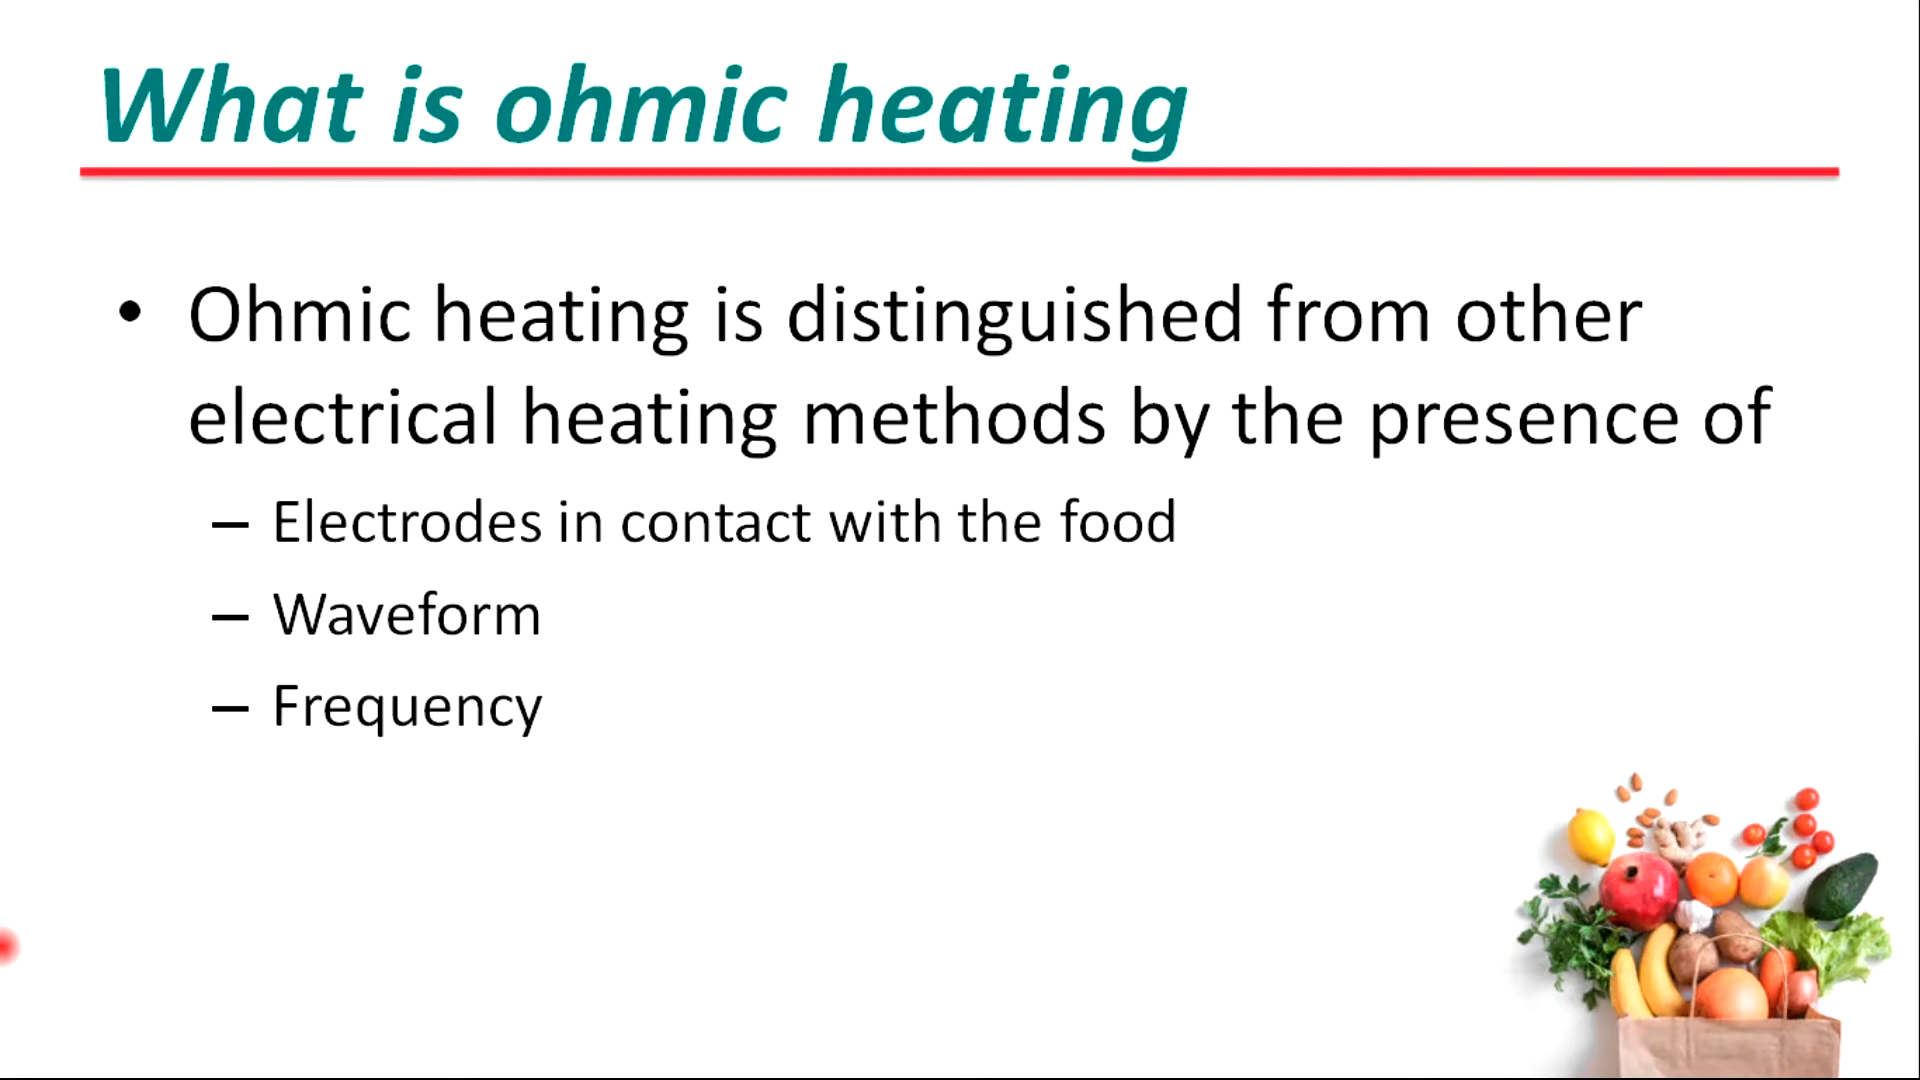 What is ohmic heating
• Ohmic heating is distinguished from other
electrical heating methods by the presence of
– Electrodes in contact with the food
– Waveform
– Frequency